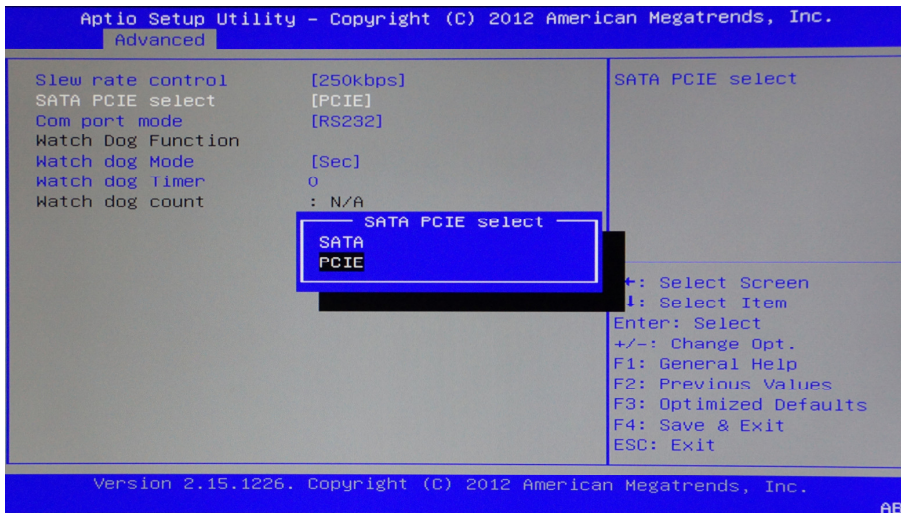 Aptio Setup Utility – Copyright (C) 2012 American Megatrends, Inc.
Advanced
Slew rate control [250kbps]
SATA PCIE select [PCIE]
Com port mode [RS232]
Watch Dog Function
Watch dog Mode [Sec]
Watch dog Timer 0
Watch dog count : N/A
SATA PCIE select
SATA
PCIE
SATA PCIE select
←: Select Screen
↓: Select Item
Enter: Select
+/-: Change Opt.
F1: General Help
F2: Previous Values
F3: Optimized Defaults
F4: Save & Exit
ESC: Exit
Version 2.15.1226. Copyright (C) 2012 American Megatrends, Inc.
AB